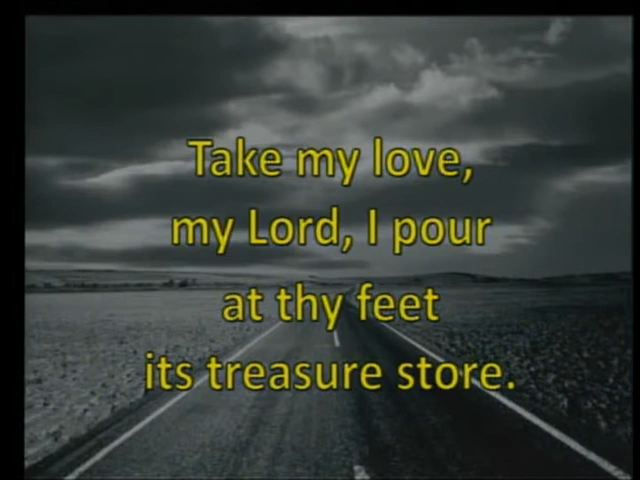 Take my love,
my Lord, I pour
at thy feet
its treasure store.